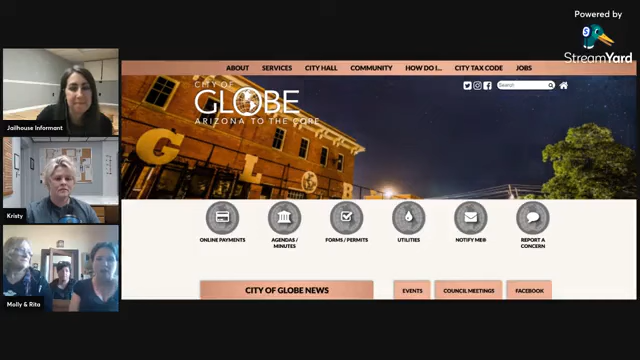 Powered by
StreamYard
ABOUT SERVICES CITY HALL COMMUNITY HOW DO I... CITY TAX CODE JOBS
CITY OF
GLOBE
ARIZONA TO THE CORE
Search
GLOB
ONLINE PAYMENTS
AGENDAS / MINUTES
FORMS / PERMITS
UTILITIES
NOTIFY ME®
REPORT A CONCERN
CITY OF GLOBE NEWS
EVENTS
COUNCIL MEETINGS
FACEBOOK
Jailhouse Informant
Kristy
Molly & Rita